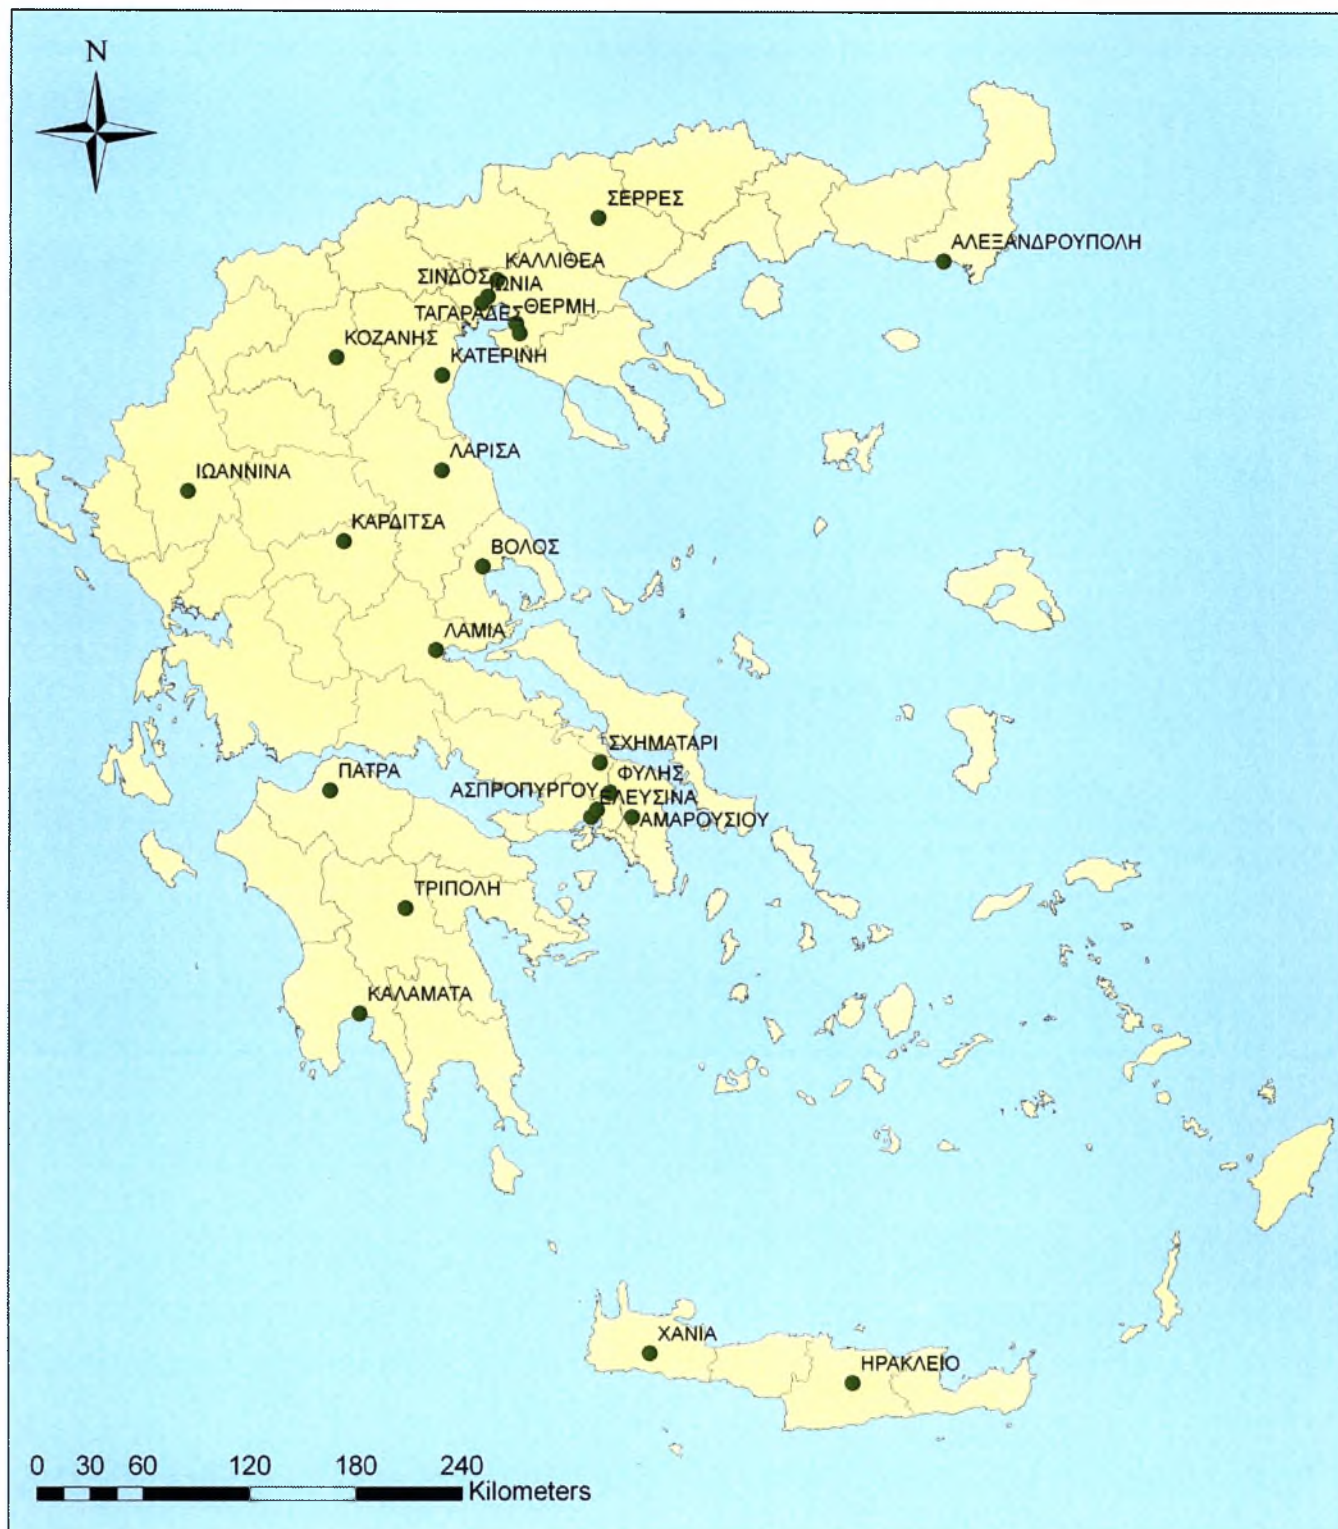 N
ΣΕΡΡΕΣ
ΑΛΕΞΑΝΔΡΟΥΠΟΛΗ
ΚΑΛΛΙΘΕΑ
ΣΙΝΔΟΣ
ΙΩΝΙΑ
ΤΑΓΑΡΑΔΕΣ
ΘΕΡΜΗ
ΚΟΖΑΝΗΣ
ΚΑΤΕΡΙΝΗ
ΛΑΡΙΣΑ
ΙΩΑΝΝΙΝΑ
ΚΑΡΔΙΤΣΑ
ΒΟΛΟΣ
ΛΑΜΙΑ
ΣΧΗΜΑΤΑΡΙ
ΠΑΤΡΑ
ΦΥΛΗΣ
ΑΣΠΡΟΠΥΡΓΟΥ
ΕΛΕΥΣΙΝΑ
ΑΜΑΡΟΥΣΙΟΥ
ΤΡΙΠΟΛΗ
ΚΑΛΑΜΑΤΑ
ΧΑΝΙΑ
ΗΡΑΚΛΕΙΟ
0 30 60 120 180 240
Kilometers